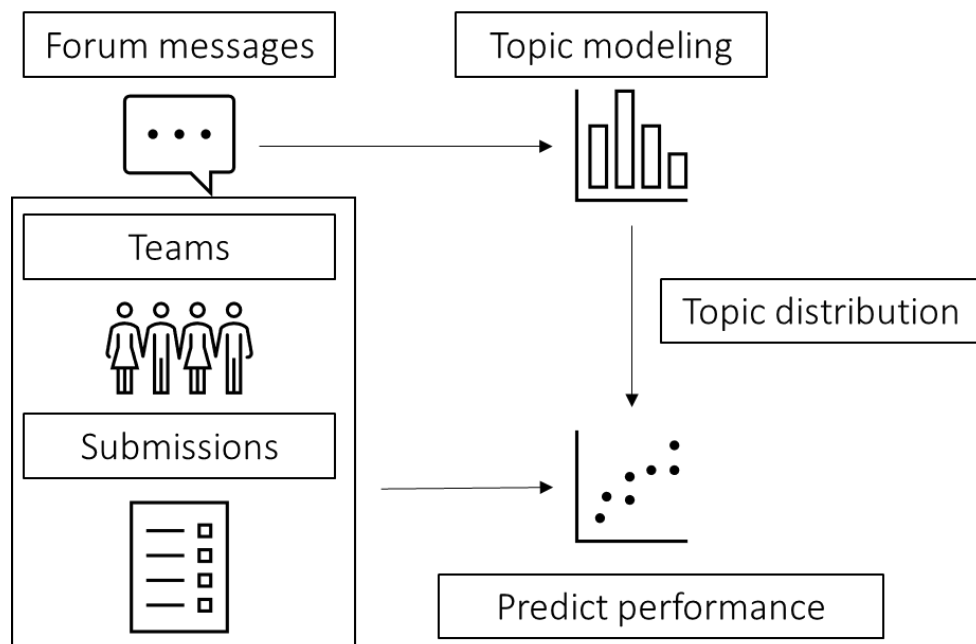 Forum messages
Topic modeling
Teams
Topic distribution
Submissions
Predict performance